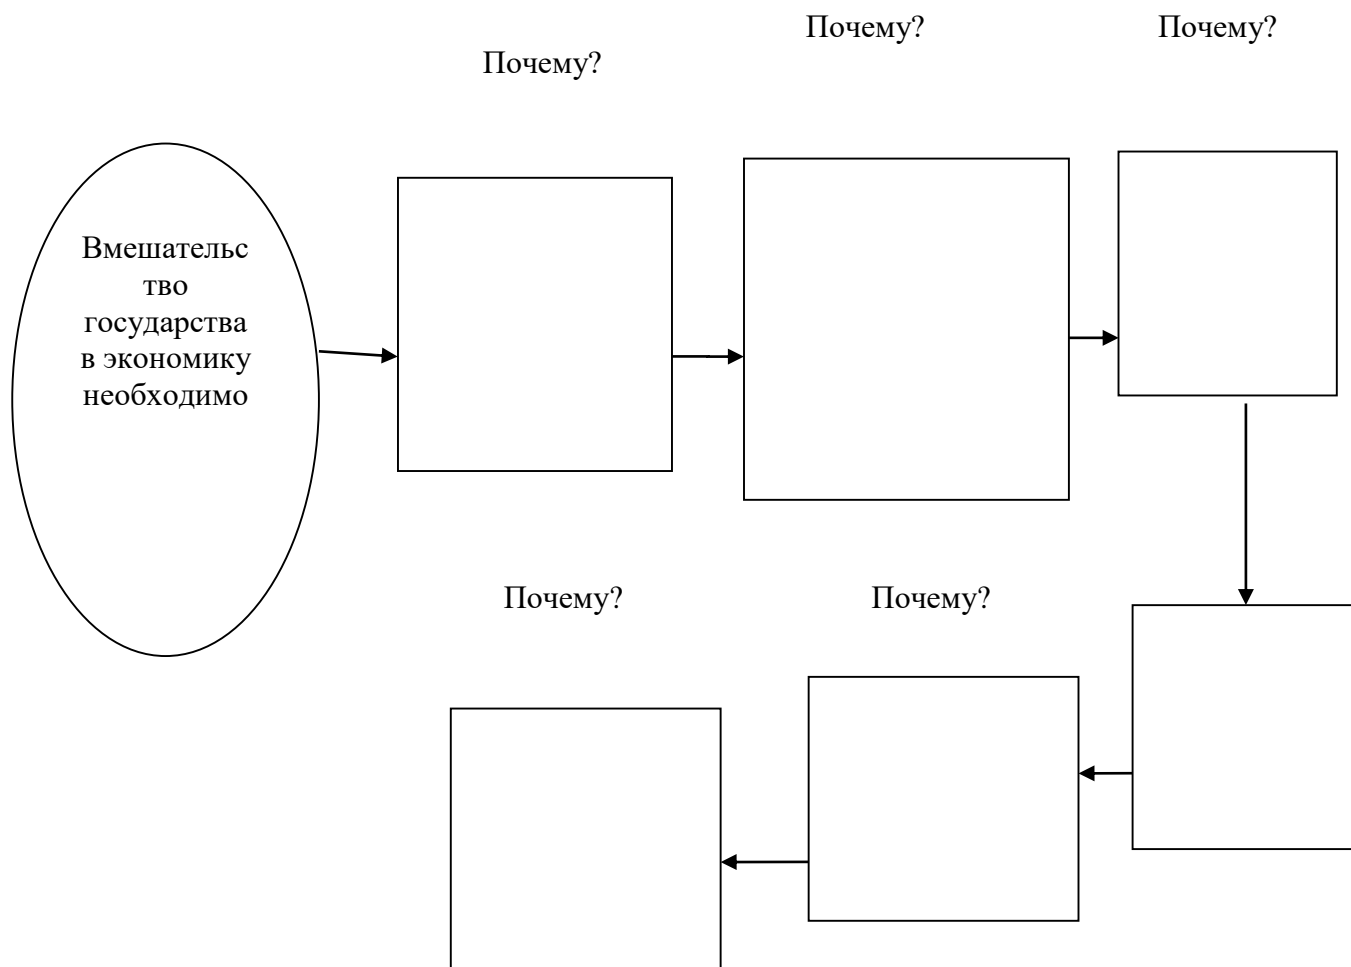 Почему?
Почему?
Почему?
Вмешательс
тво
государства
в экономику
необходимо
Почему?
Почему?